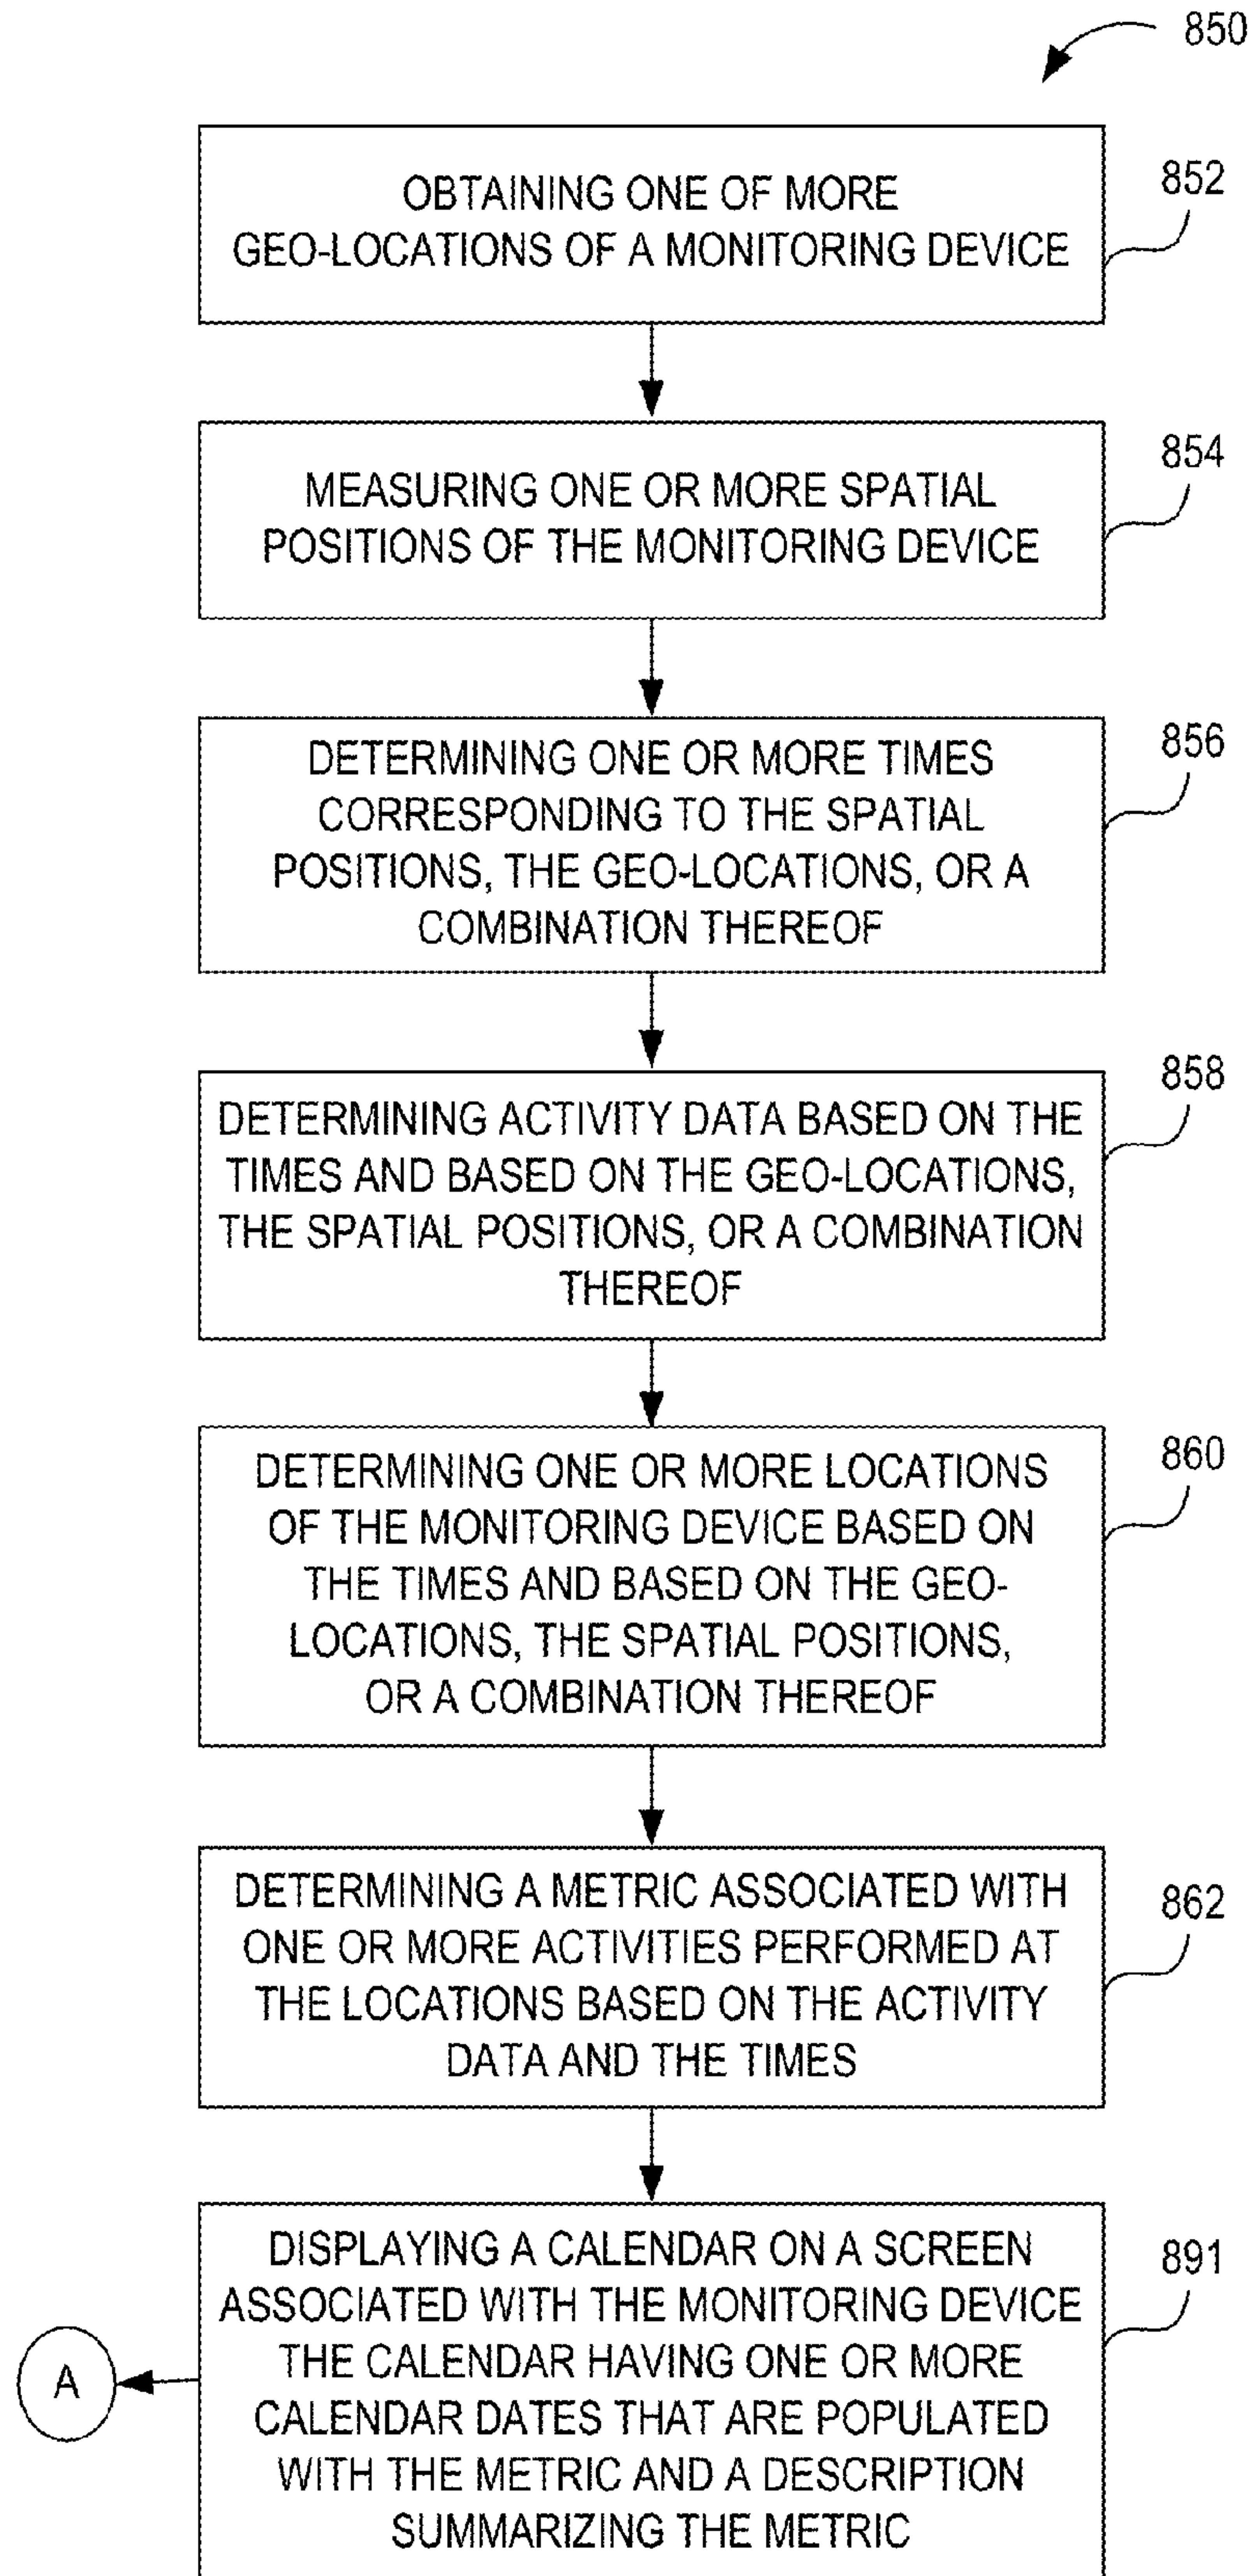 850
OBTAINING ONE OF MORE
GEO-LOCATIONS OF A MONITORING DEVICE
852
MEASURING ONE OR MORE SPATIAL
POSITIONS OF THE MONITORING DEVICE
854
DETERMINING ONE OR MORE TIMES
CORRESPONDING TO THE SPATIAL
POSITIONS, THE GEO-LOCATIONS, OR A
COMBINATION THEREOF
856
DETERMINING ACTIVITY DATA BASED ON THE
TIMES AND BASED ON THE GEO-LOCATIONS,
THE SPATIAL POSITIONS, OR A COMBINATION
THEREOF
858
DETERMINING ONE OR MORE LOCATIONS
OF THE MONITORING DEVICE BASED ON
THE TIMES AND BASED ON THE GEO-
LOCATIONS, THE SPATIAL POSITIONS,
OR A COMBINATION THEREOF
860
DETERMINING A METRIC ASSOCIATED WITH
ONE OR MORE ACTIVITIES PERFORMED AT
THE LOCATIONS BASED ON THE ACTIVITY
DATA AND THE TIMES
862
DISPLAYING A CALENDAR ON A SCREEN
ASSOCIATED WITH THE MONITORING DEVICE
THE CALENDAR HAVING ONE OR MORE
CALENDAR DATES THAT ARE POPULATED
WITH THE METRIC AND A DESCRIPTION
SUMMARIZING THE METRIC
891
A